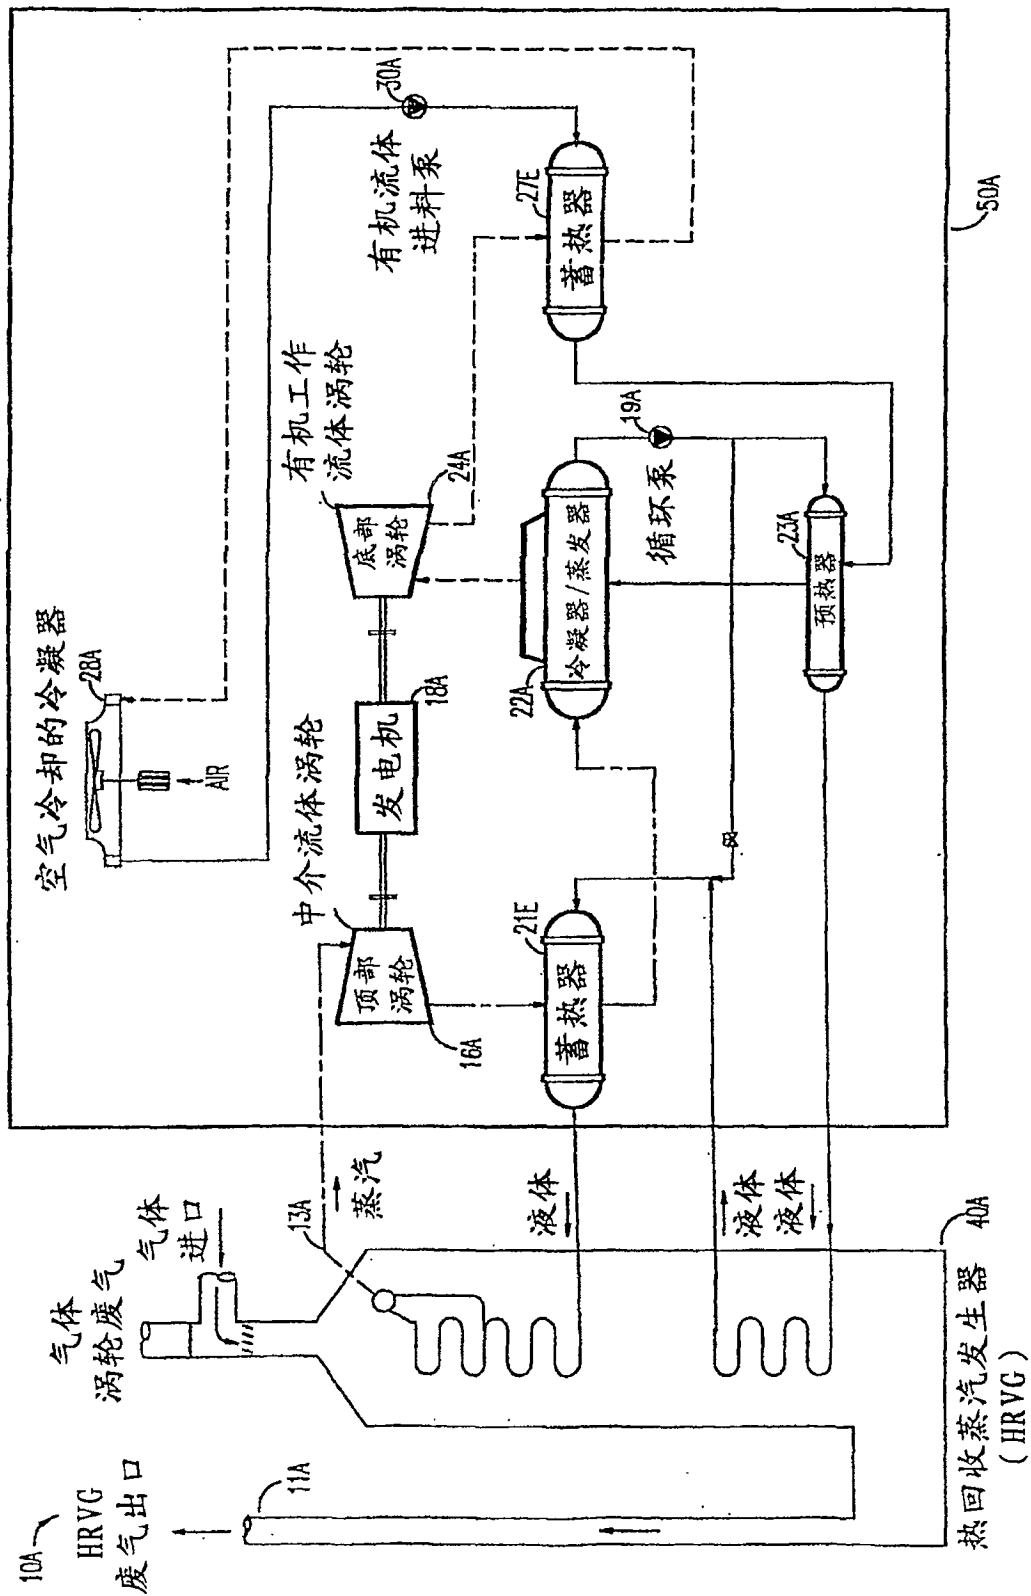 10A
HRVG
废气出口
11A
气体
涡轮废气
气体
进口
13A
蒸汽
液体
液体
液体
40A
热回收蒸汽发生器
(HRVG)
空气冷却的冷凝器
28A
AIR
中介流体涡轮
顶部
涡轮
16A
发电机
18A
有机工作
流体涡轮
底部
涡轮
24A
有机流体
进料泵
30A
蓄热器
21E
冷凝器/蒸发器
22A
循环泵
19A
蓄热器
27E
预热器
23A
50A